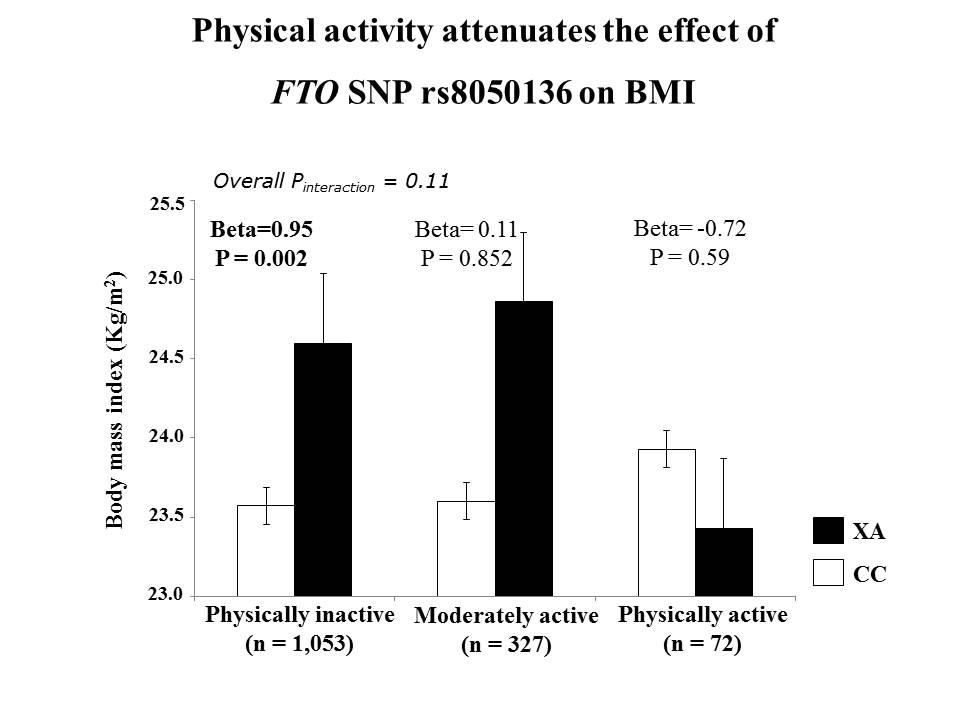 Physical activity attenuates the effect of
FTO SNP rs8050136 on BMI
Overall Pinteraction = 0.11
Beta=0.95
P = 0.002
Beta= 0.11
P = 0.852
Beta= -0.72
P = 0.59
Body mass index (Kg/m2)
25.5
25.0
24.5
24.0
23.5
23.0
Physically inactive
(n = 1,053)
Moderately active
(n = 327)
Physically active
(n = 72)
XA
CC